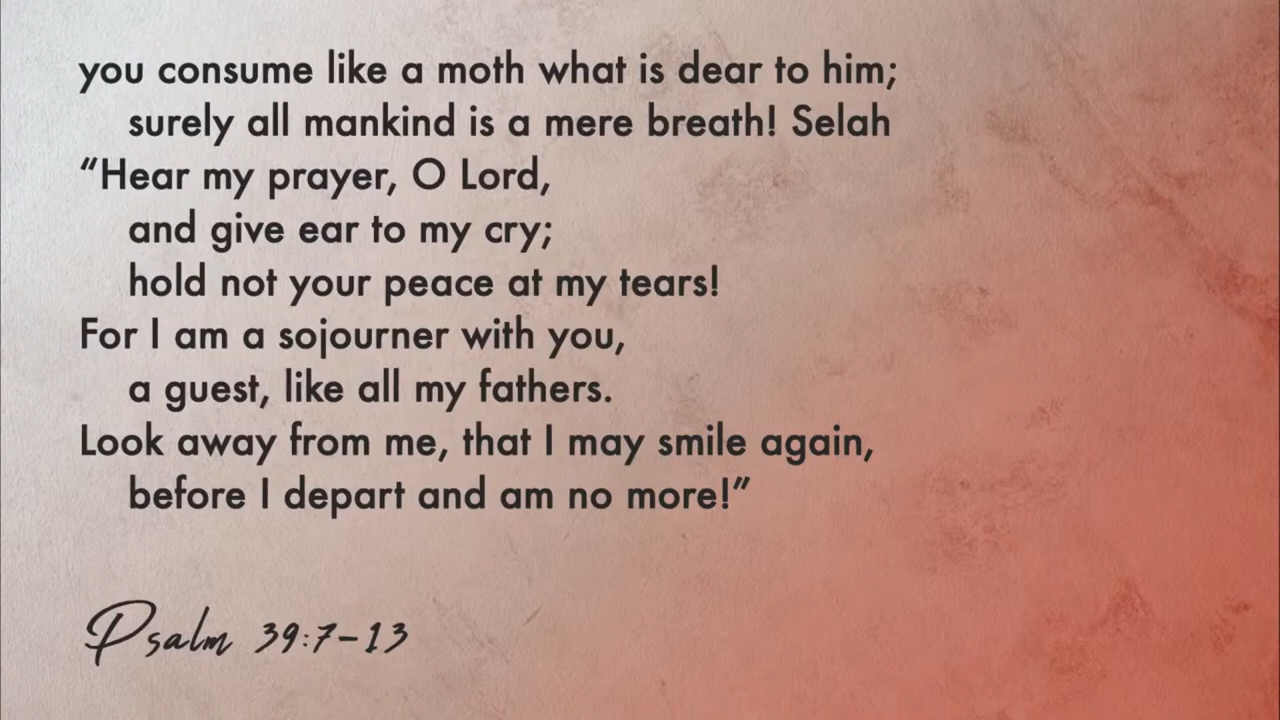 you consume like a moth what is dear to him;
surely all mankind is a mere breath! Selah
“Hear my prayer, O Lord,
and give ear to my cry;
hold not your peace at my tears!
For I am a sojourner with you,
a guest, like all my fathers.
Look away from me, that I may smile again,
before I depart and am no more!”
Psalm 39:7–13